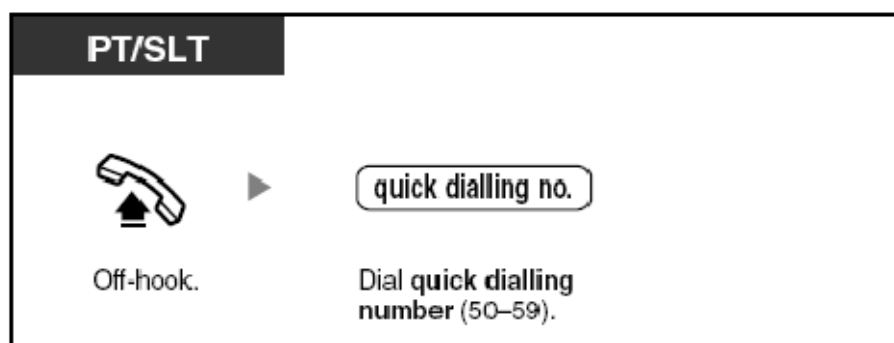 PT/SLT
quick dialling no.
Off-hook.
Dial quick dialling
number (50–59).